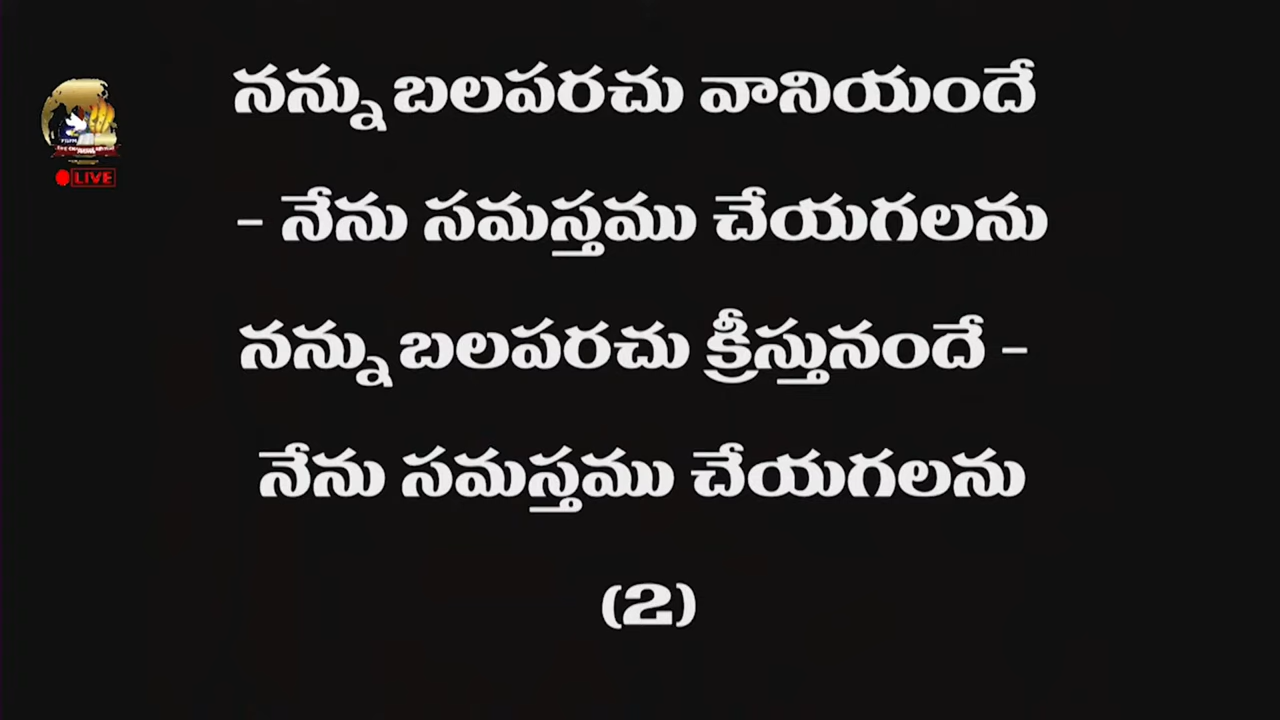 నన్ను బలపరచు వానియందే
- నేను సమస్తము చేయగలను
నన్ను బలపరచు క్రీస్తునందే -
నేను సమస్తము చేయగలను
(2)
LIVE